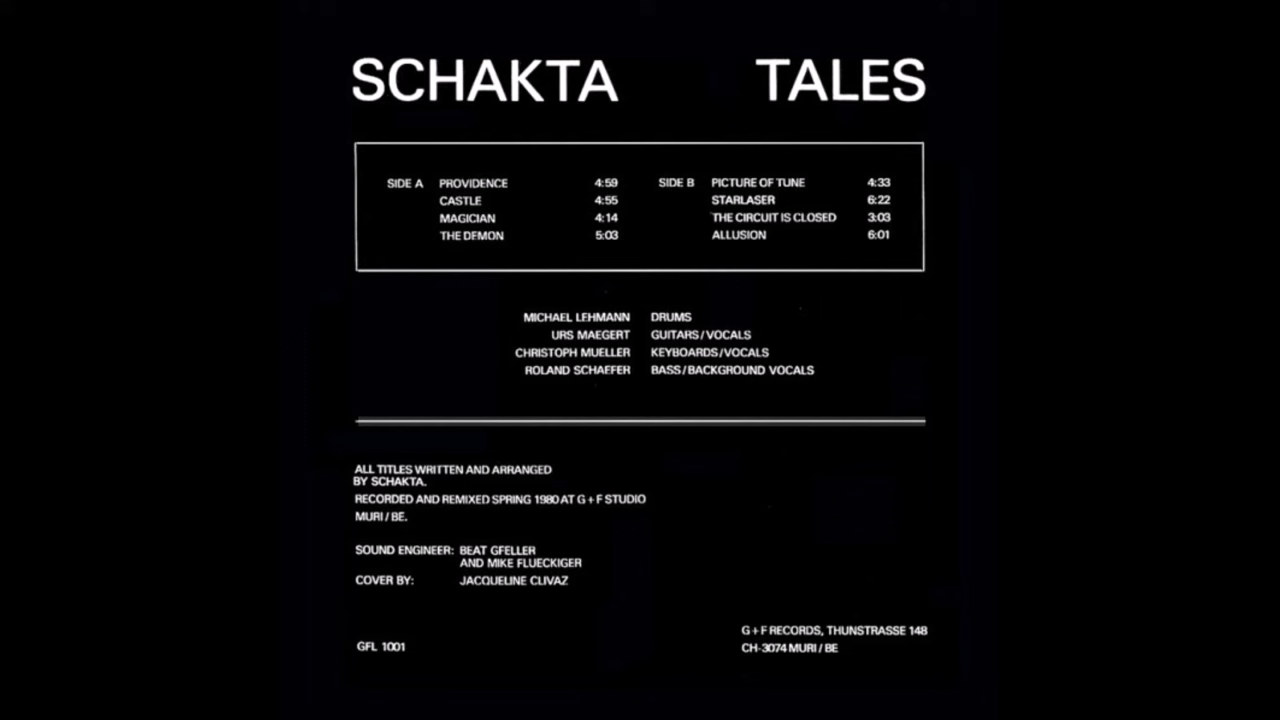 SCHAKTA TALES
SIDE A PROVIDENCE 4:59 SIDE B PICTURE OF TUNE 4:33
CASTLE 4:55 STARLASER 6:22
MAGICIAN 4:14 THE CIRCUIT IS CLOSED 3:03
THE DEMON 5:03 ALLUSION 6:01
MICHAEL LEHMANN DRUMS
URS MAEGERT GUITARS/VOCALS
CHRISTOPH MUELLER KEYBOARDS/VOCALS
ROLAND SCHAEFER BASS/BACKGROUND VOCALS
ALL TITLES WRITTEN AND ARRANGED
BY SCHAKTA.
RECORDED AND REMIXED SPRING 1980 AT G+F STUDIO
MURI/BE.
SOUND ENGINEER: BEAT GFELLER
AND MIKE FLUECKIGER
COVER BY: JACQUELINE CLIVAZ
G+F RECORDS, THUNSTRASSE 148
GFL 1001 CH-3074 MURI/BE